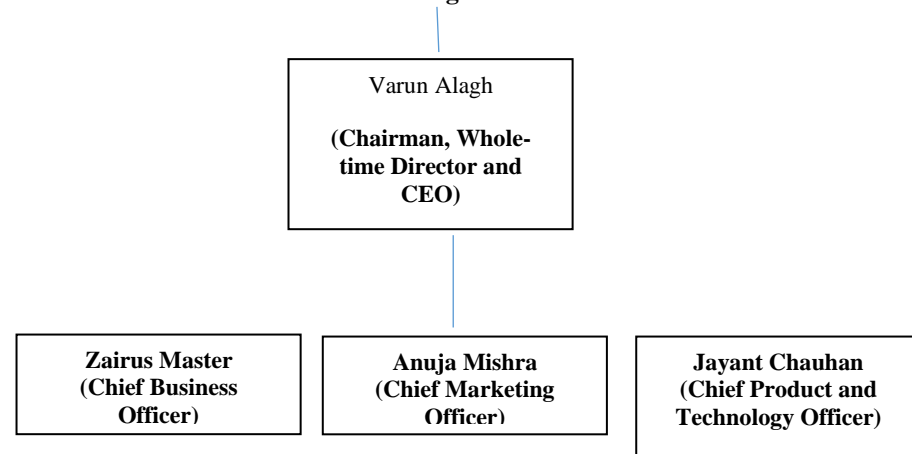 Varun Alagh
(Chairman, Whole-
time Director and
CEO)
Zairus Master
(Chief Business
Officer)
Anuja Mishra
(Chief Marketing
Officer)
Jayant Chauhan
(Chief Product and
Technology Officer)